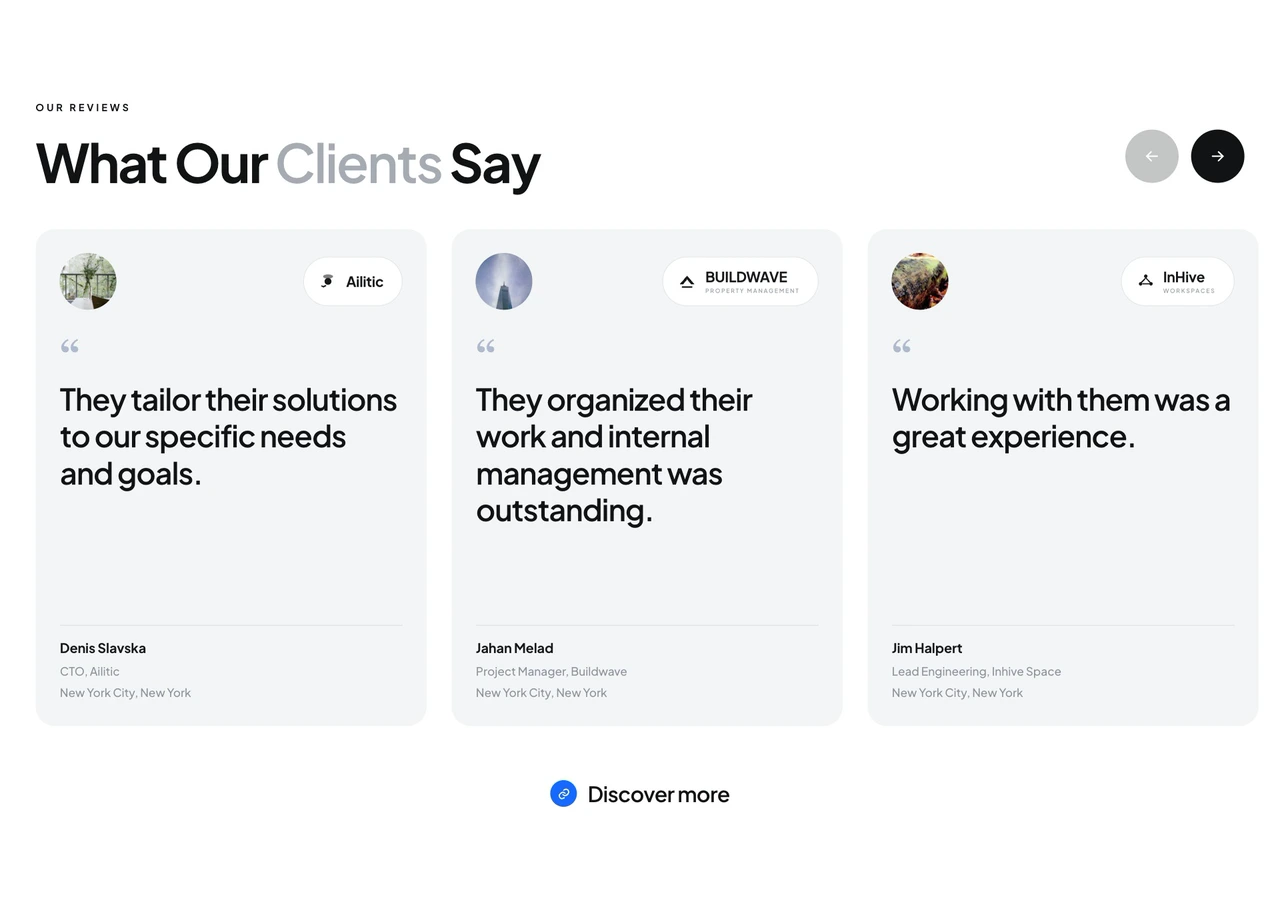 OUR REVIEWS
What Our Clients Say
Ailitic
“
They tailor their solutions
to our specific needs
and goals.
Denis Slavska
CTO, Ailitic
New York City, New York
BUILDWAVE
PROPERTY MANAGEMENT
“
They organized their
work and internal
management was
outstanding.
Jahan Melad
Project Manager, Buildwave
New York City, New York
InHive
WORKSPACES
“
Working with them was a
great experience.
Jim Halpert
Lead Engineering, Inhive Space
New York City, New York
Discover more